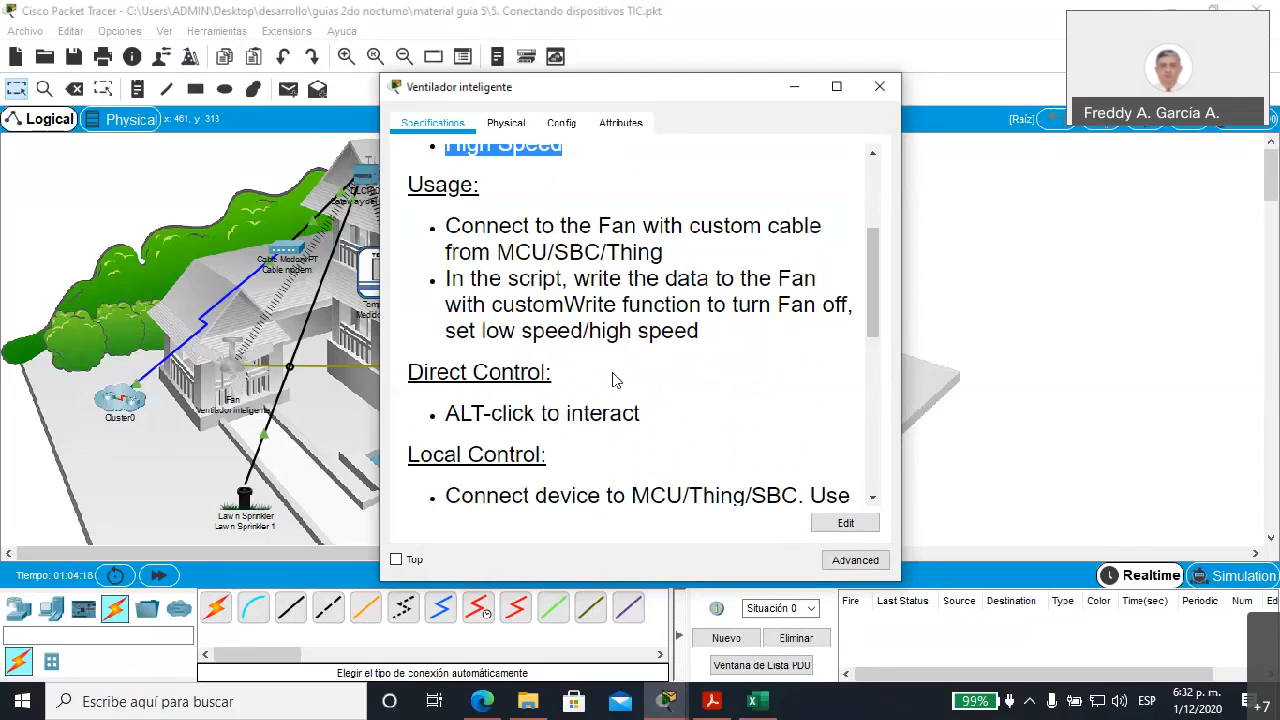 Cisco Packet Tracer - C:\Users\ADMIN\Desktop\desarrollo\guias 2do nocturno\material guia 5\5. Conectando dispositivos TIC.pkt
Archivo Editar Opciones Ver Herramientas Extensions Ayuda
Logical Physical x: 461, y: 313 [Raíz]
Freddy A. García A.
Ventilador inteligente
Specifications Physical Config Attributes
High Speed
Usage:
• Connect to the Fan with custom cable
from MCU/SBC/Thing
• In the script, write the data to the Fan
with customWrite function to turn Fan off,
set low speed/high speed
Direct Control:
• ALT-click to interact
Local Control:
• Connect device to MCU/Thing/SBC. Use
Edit
Top
Advanced
Cable Modem PT
Cable modem
Fan
Ventilador inteligente
Cluster0
Lawn Sprinkler
Lawn Sprinkler 1
Tiempo: 01:04:18
Realtime Simulation
Situación 0
Nuevo Eliminar
Ventana de Lista PDU
Fire Last Status Source Destination Type Color Time(sec) Periodic Num Ed
Elegir el tipo de conexión automáticamente
Escribe aquí para buscar
99%
ESP
6:32 p. m.
1/12/2020
+7